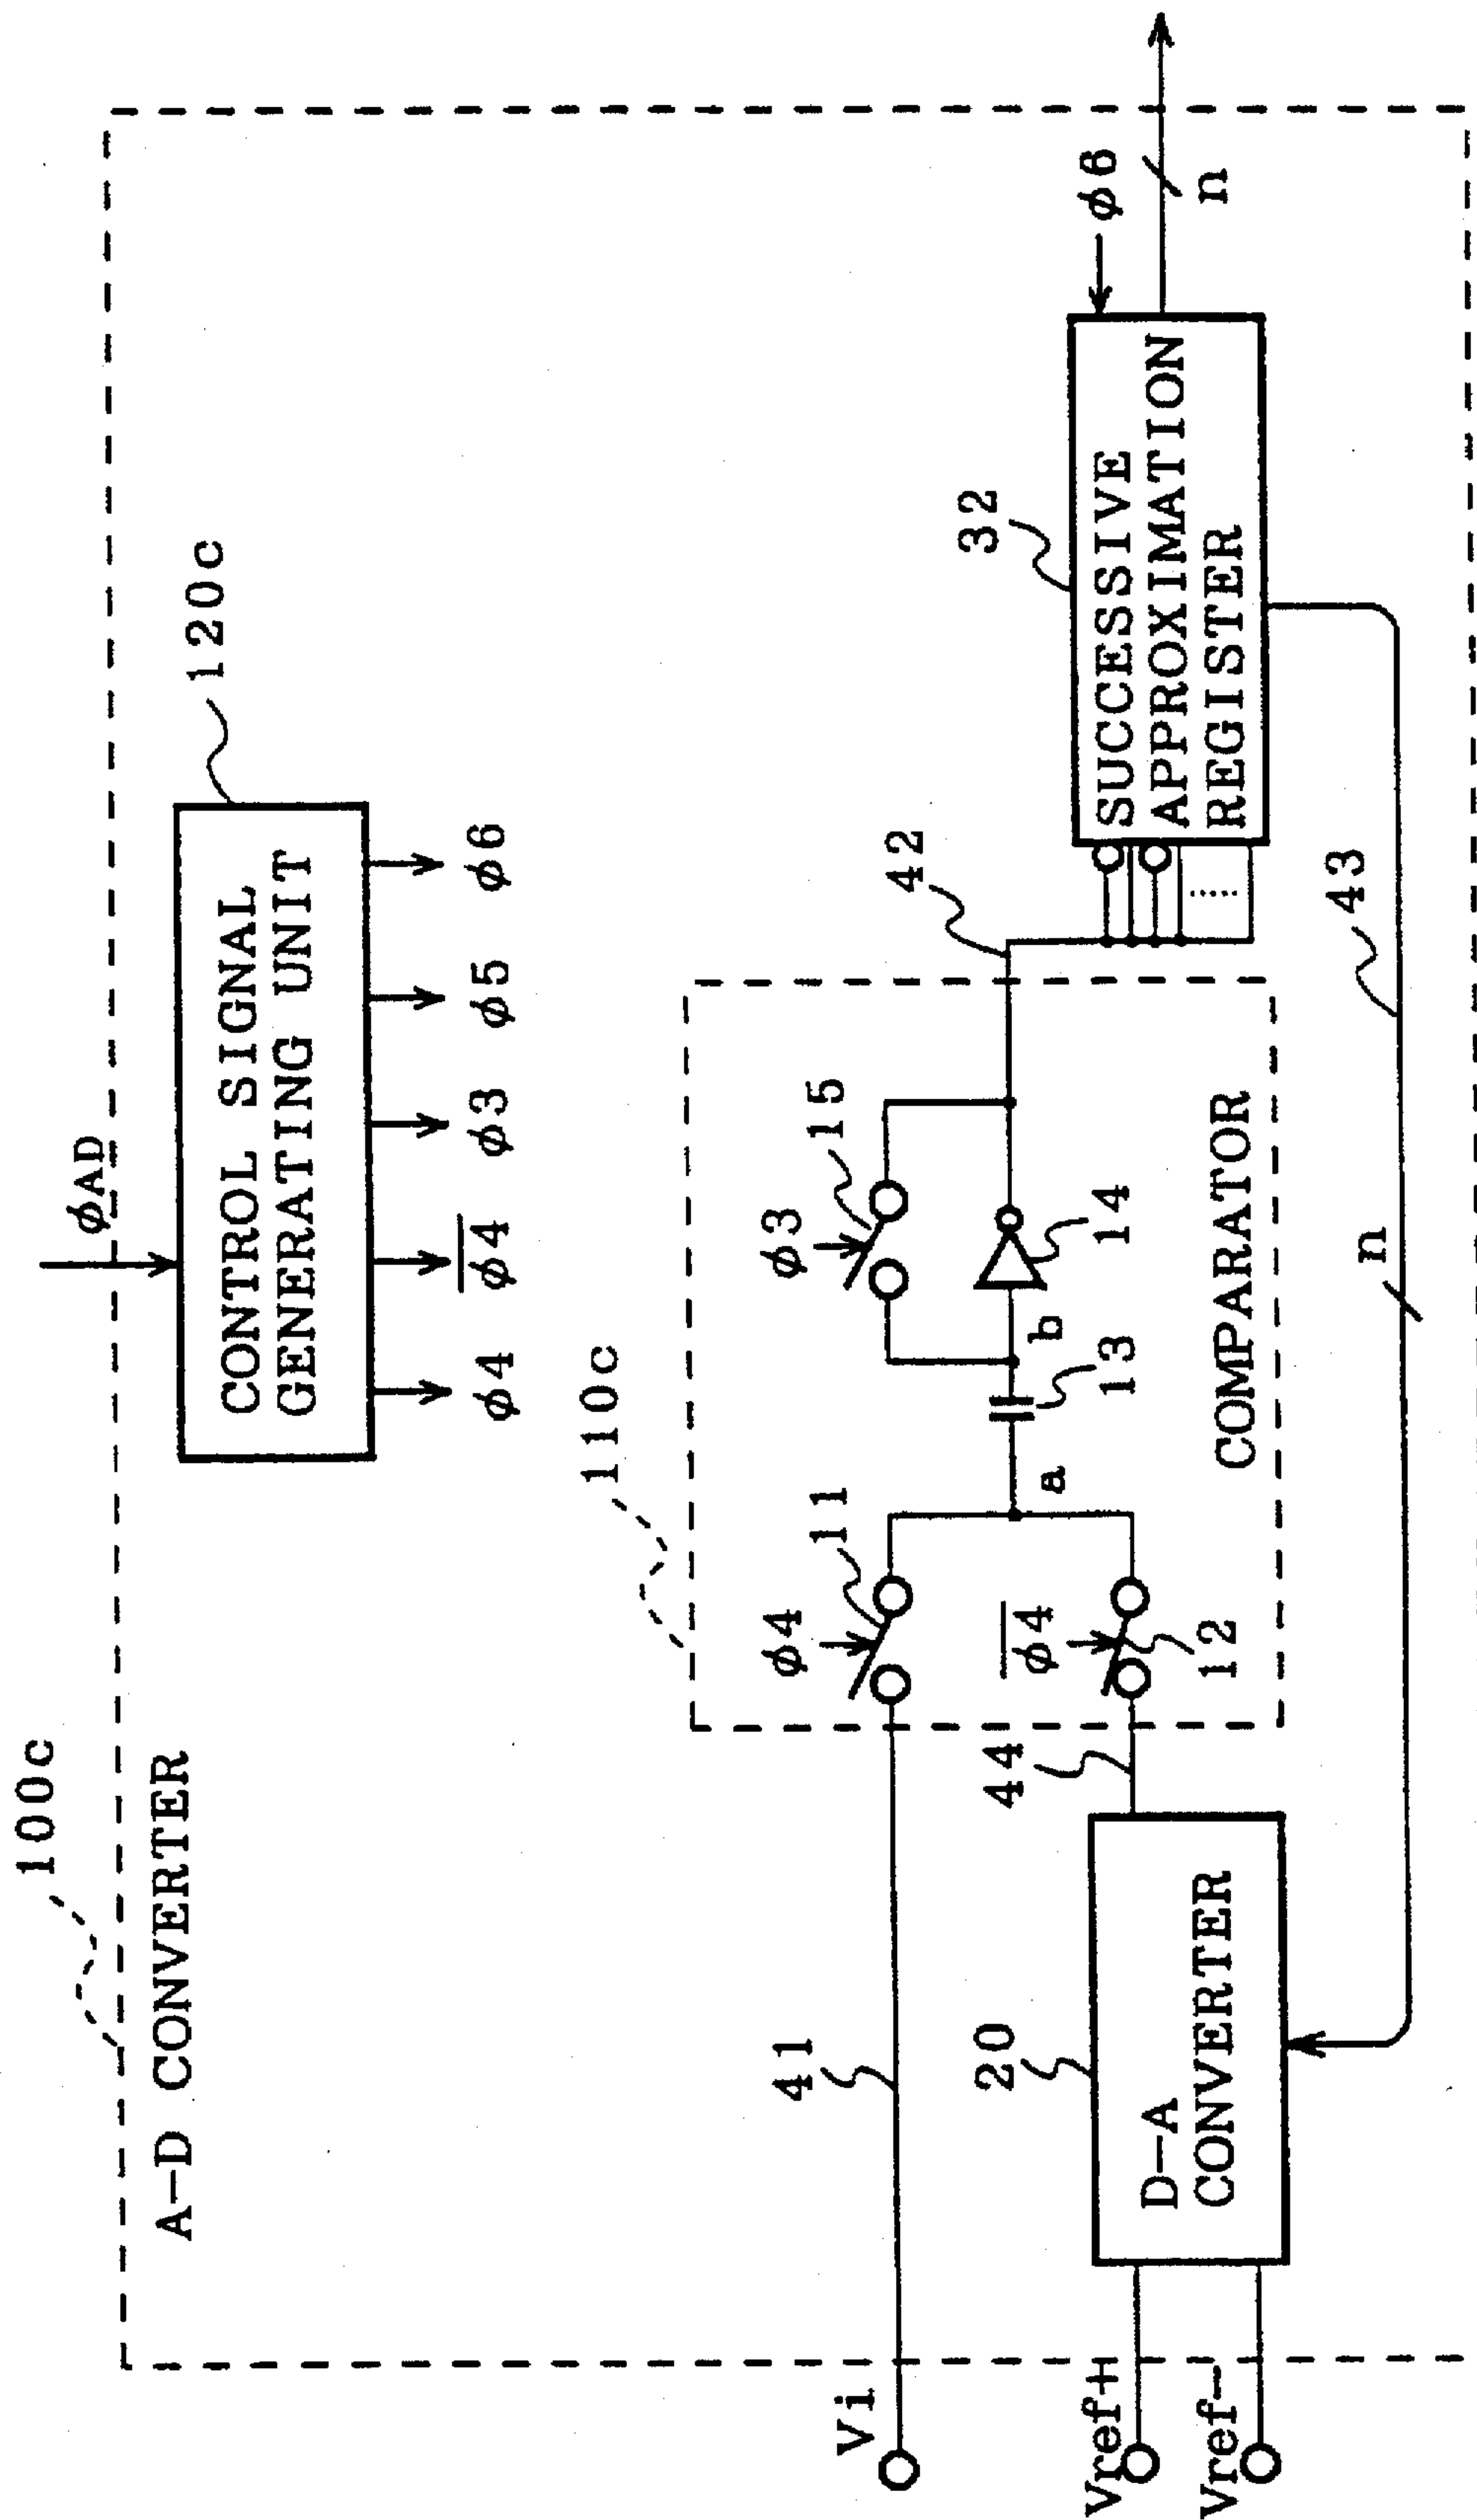 100c
A-D CONVERTER
φAD
CONTROL SIGNAL
GENERATING UNIT
120c
φ4
φ4
φ3
φ5
φ6
110c
φ4
11
φ3
15
42
32
Vi
41
a
b
13
14
φ4
12
44
20
D-A
CONVERTER
Vref+
Vref-
COMPARATOR
SUCCESSIVE
APPROXIMATION
REGISTER
φ6
n
43
n